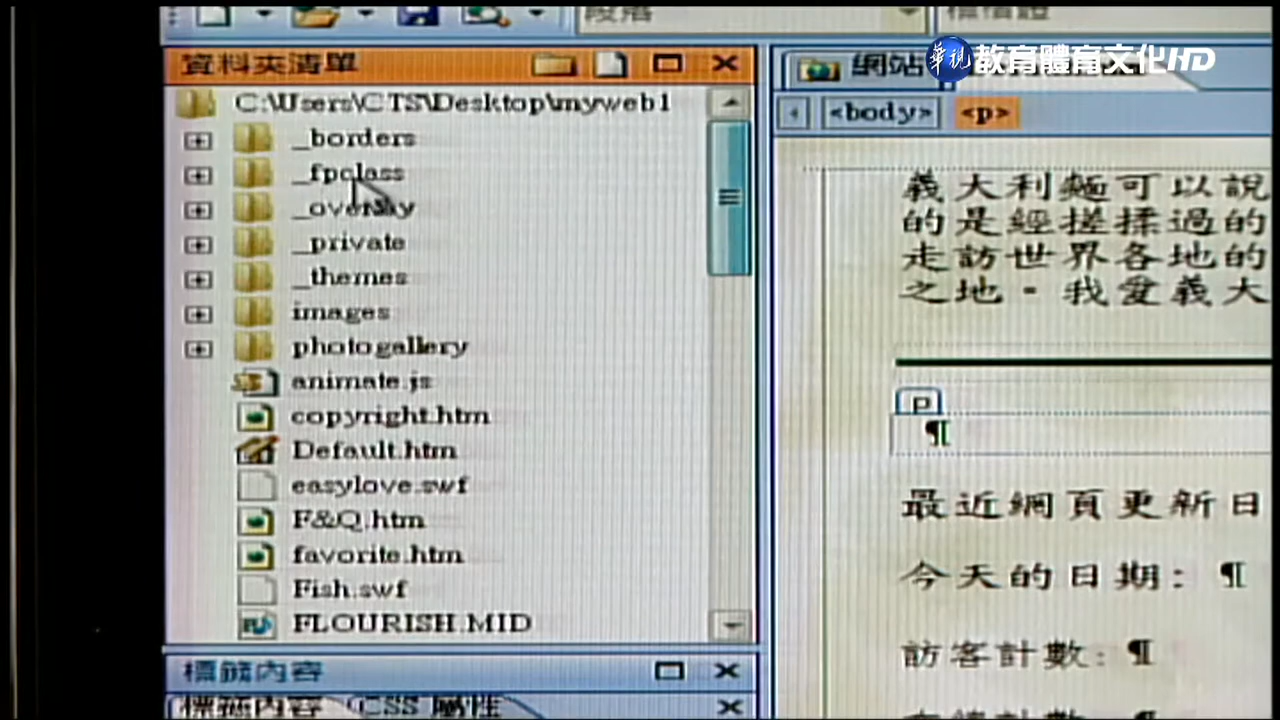 段落
資料夾清單
網站
華視 教育體育文化HD
C:\Users\CTS\Desktop\myweb1
<body> <p>
_borders
_fpclass
_overlay
_private
_themes
images
photogallery
animate.js
copyright.htm
Default.htm
easylove.swf
F&Q.htm
favorite.htm
Fish.swf
FLOURISH.MID
標籤內容
標籤內容 CSS 屬性
義大利麵可以說
的是經搓揉過的
走訪世界各地的
之地。我愛義大
P
¶
最近網頁更新日
今天的日期: ¶
訪客計數: ¶